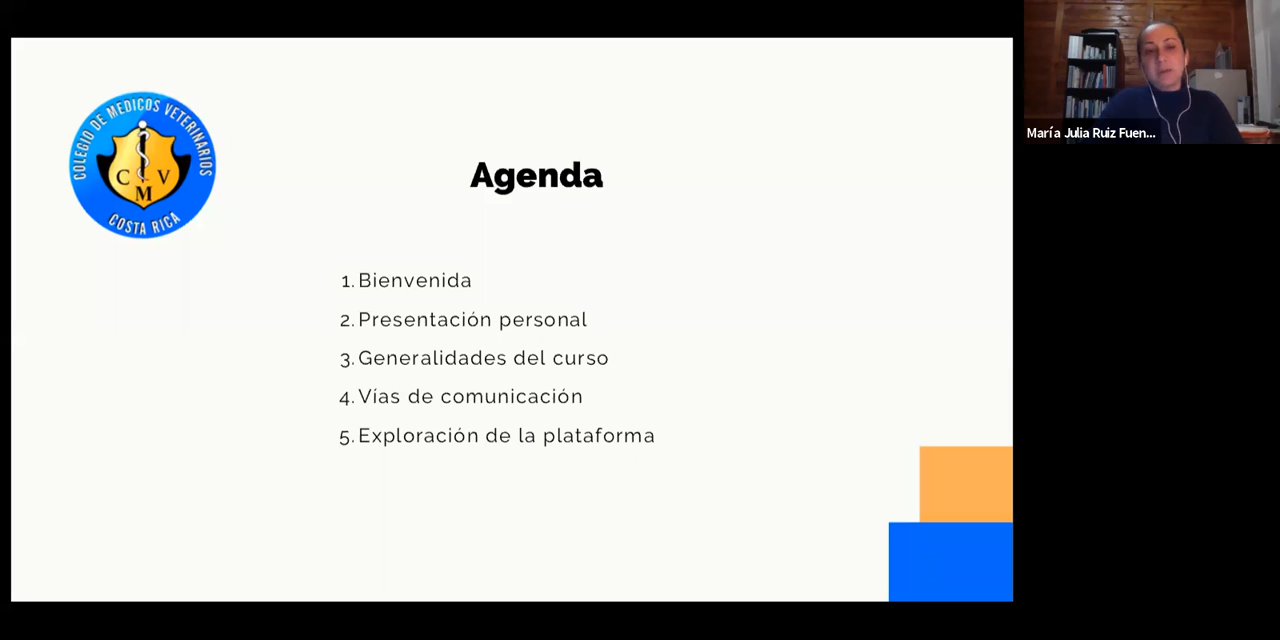 COLEGIO DE MEDICOS VETERINARIOS
C V
M
COSTA RICA
Agenda
1. Bienvenida
2. Presentación personal
3. Generalidades del curso
4. Vías de comunicación
5. Exploración de la plataforma
María Julia Ruiz Fuen...